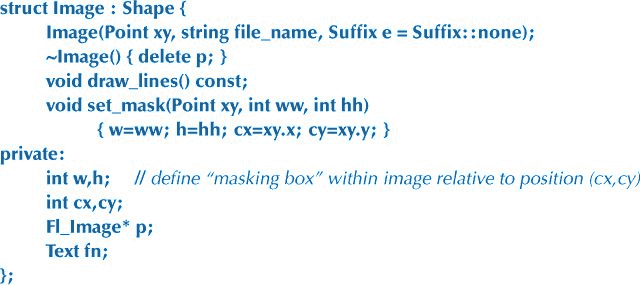 struct Image : Shape {
Image(Point xy, string file_name, Suffix e = Suffix::none);
~Image() { delete p; }
void draw_lines() const;
void set_mask(Point xy, int ww, int hh)
{ w=ww; h=hh; cx=xy.x; cy=xy.y; }
private:
int w,h; // define “masking box” within image relative to position (cx,cy)
int cx,cy;
Fl_Image* p;
Text fn;
};